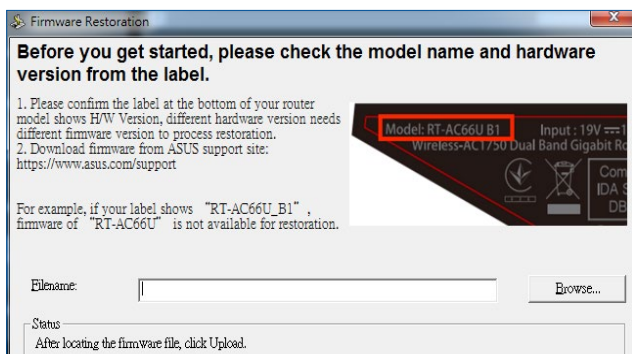 Firmware Restoration
Before you get started, please check the model name and hardware
version from the label.
1. Please confirm the label at the bottom of your router
model shows H/W Version, different hardware version needs
different firmware version to process restoration.
2. Download firmware from ASUS support site:
https://www.asus.com/support
For example, if your label shows “RT-AC66U_B1”,
firmware of “RT-AC66U” is not available for restoration.
Model: RT-AC66U B1 Input : 19V
Wireless-AC1750 Dual Band Gigabit
Com
IDA S
DB
Filename:
Browse...
Status
After locating the firmware file, click Upload.